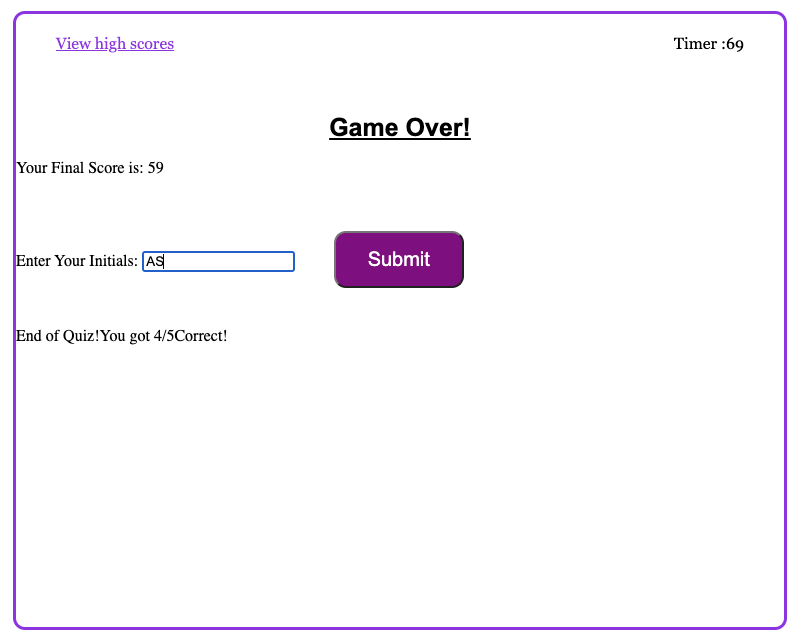 View high scores
Timer :69
Game Over!
Your Final Score is: 59
Enter Your Initials: AS
Submit
End of Quiz!You got 4/5Correct!